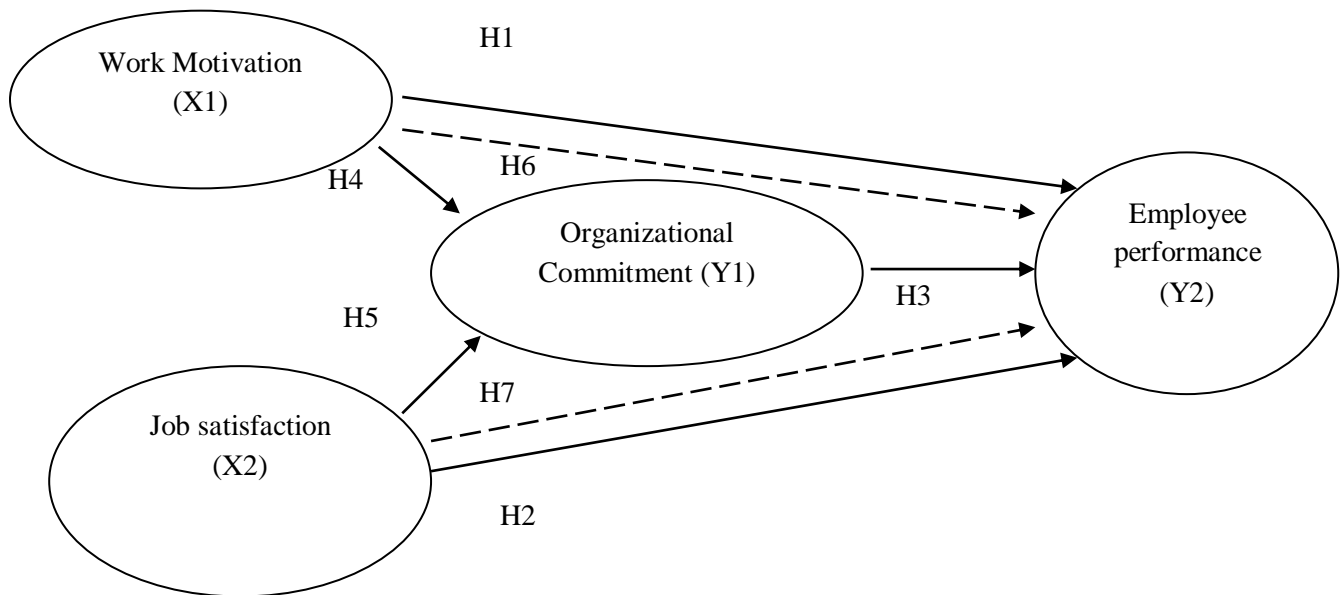 H1
Work Motivation
(X1)
H6
H4
Organizational
Commitment (Y1)
Employee
performance
(Y2)
H3
H5
H7
Job satisfaction
(X2)
H2